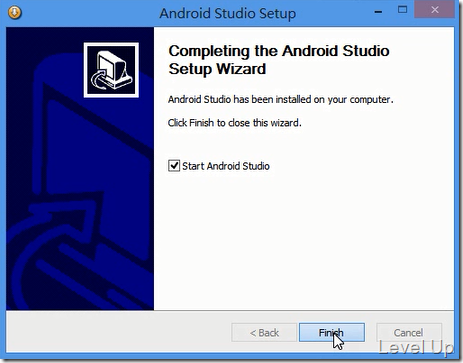 Android Studio Setup
Completing the Android Studio
Setup Wizard
Android Studio has been installed on your computer.
Click Finish to close this wizard.
Start Android Studio
< Back
Finish
Cancel
Level Up